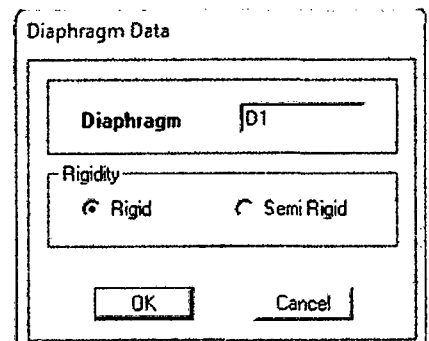 Diaphragm Data
Diaphragm D1
Rigidity
Rigid Semi Rigid
OK Cancel